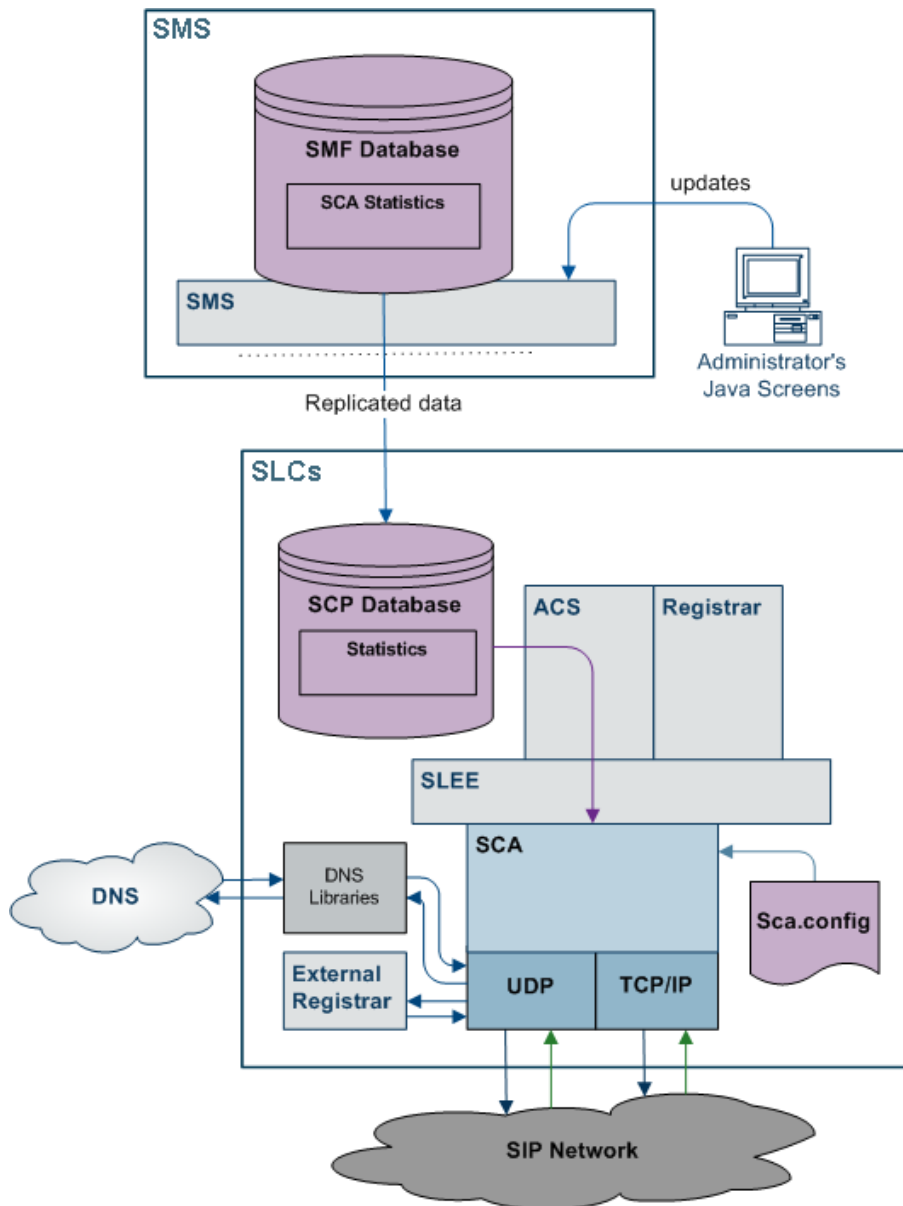 SMS
SMF Database
SCA Statistics
updates
SMS
Administrator's
Java Screens
Replicated data
SLCs
SCP Database
Statistics
ACS
Registrar
SLEE
SCA
DNS
DNS
Libraries
Sca.config
External
Registrar
UDP
TCP/IP
SIP Network